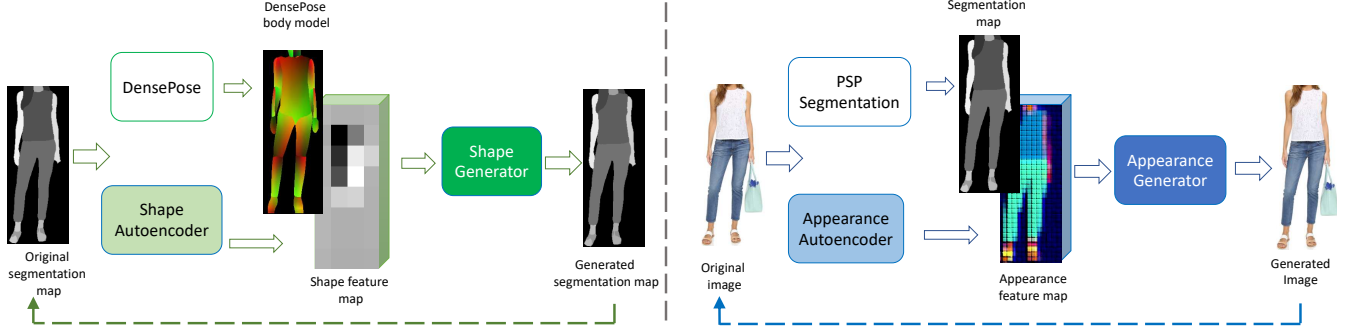 DensePose
body model
DensePose
Original
segmentation
map
Shape
Autoencoder
Shape feature
map
Shape
Generator
Generated
segmentation map
Segmentation
map
PSP
Segmentation
Original
image
Appearance
Autoencoder
Appearance
feature map
Appearance
Generator
Generated
Image